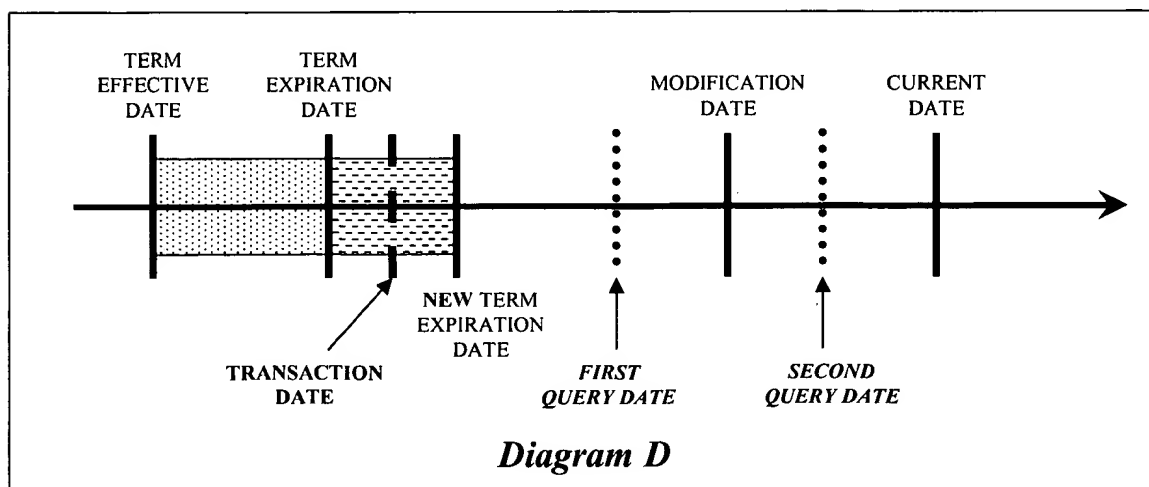 TERM
EFFECTIVE
DATE
TERM
EXPIRATION
DATE
MODIFICATION
DATE
CURRENT
DATE
NEW TERM
EXPIRATION
DATE
TRANSACTION
DATE
FIRST
QUERY DATE
SECOND
QUERY DATE
Diagram D